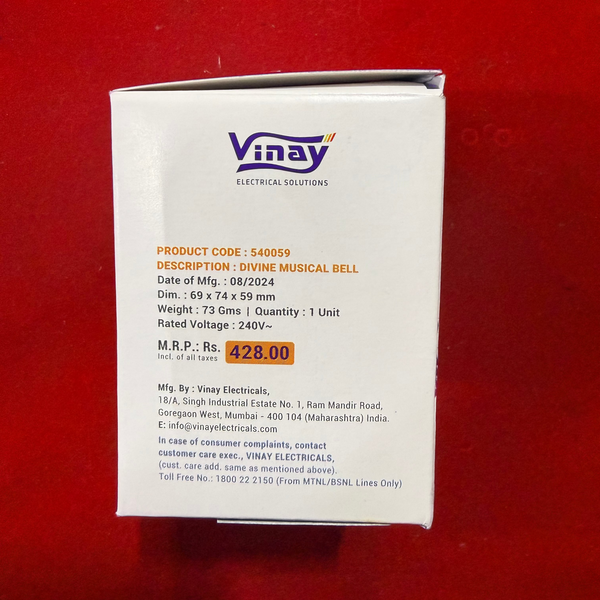 Vinay
ELECTRICAL SOLUTIONS
PRODUCT CODE : 540059
DESCRIPTION : DIVINE MUSICAL BELL
Date of Mfg. : 08/2024
Dim. : 69 x 74 x 59 mm
Weight : 73 Gms | Quantity : 1 Unit
Rated Voltage : 240V~
M.R.P.: Rs. 428.00
Incl. of all taxes
Mfg. By : Vinay Electricals,
18/A, Singh Industrial Estate No. 1, Ram Mandir Road,
Goregaon West, Mumbai - 400 104 (Maharashtra) India.
E: info@vinayelectricals.com
In case of consumer complaints, contact
customer care exec., VINAY ELECTRICALS,
(cust. care add. same as mentioned above).
Toll Free No.: 1800 22 2150 (From MTNL/BSNL Lines Only)